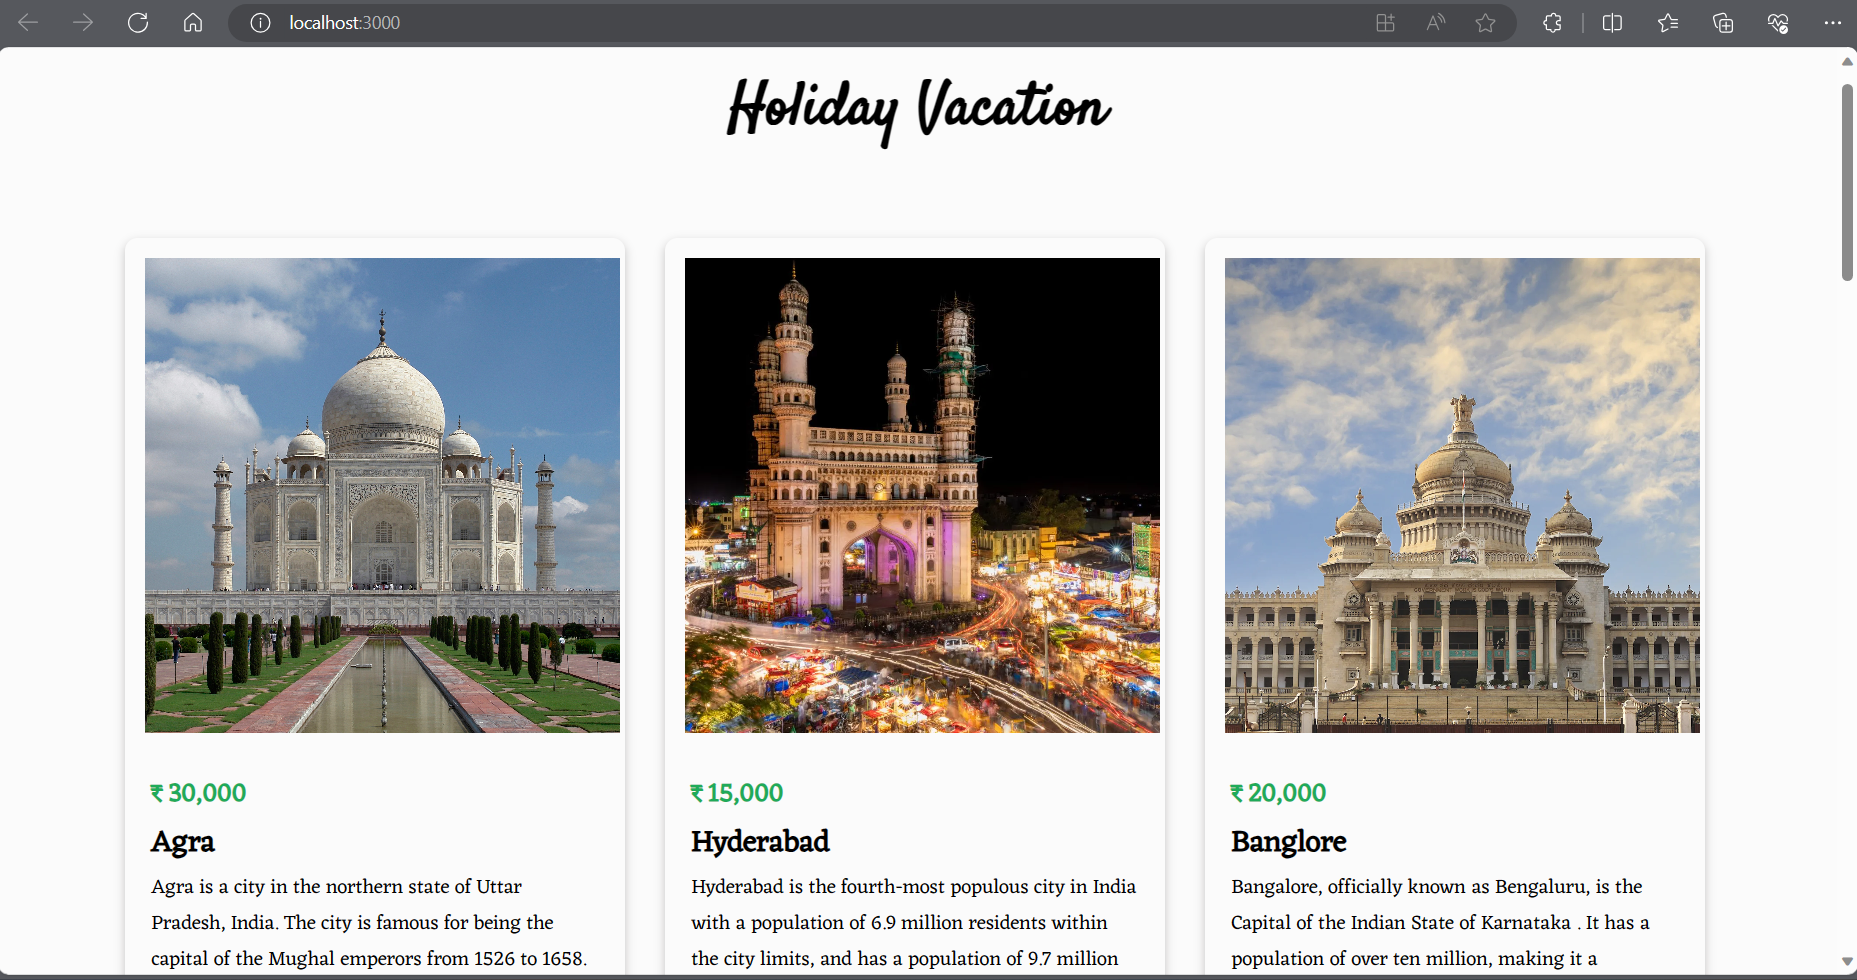 localhost:3000
Holiday Vacation
₹ 30,000
Agra
Agra is a city in the northern state of Uttar
Pradesh, India. The city is famous for being the
capital of the Mughal emperors from 1526 to 1658.
₹ 15,000
Hyderabad
Hyderabad is the fourth-most populous city in India
with a population of 6.9 million residents within
the city limits, and has a population of 9.7 million
₹ 20,000
Banglore
Bangalore, officially known as Bengaluru, is the
Capital of the Indian State of Karnataka . It has a
population of over ten million, making it a